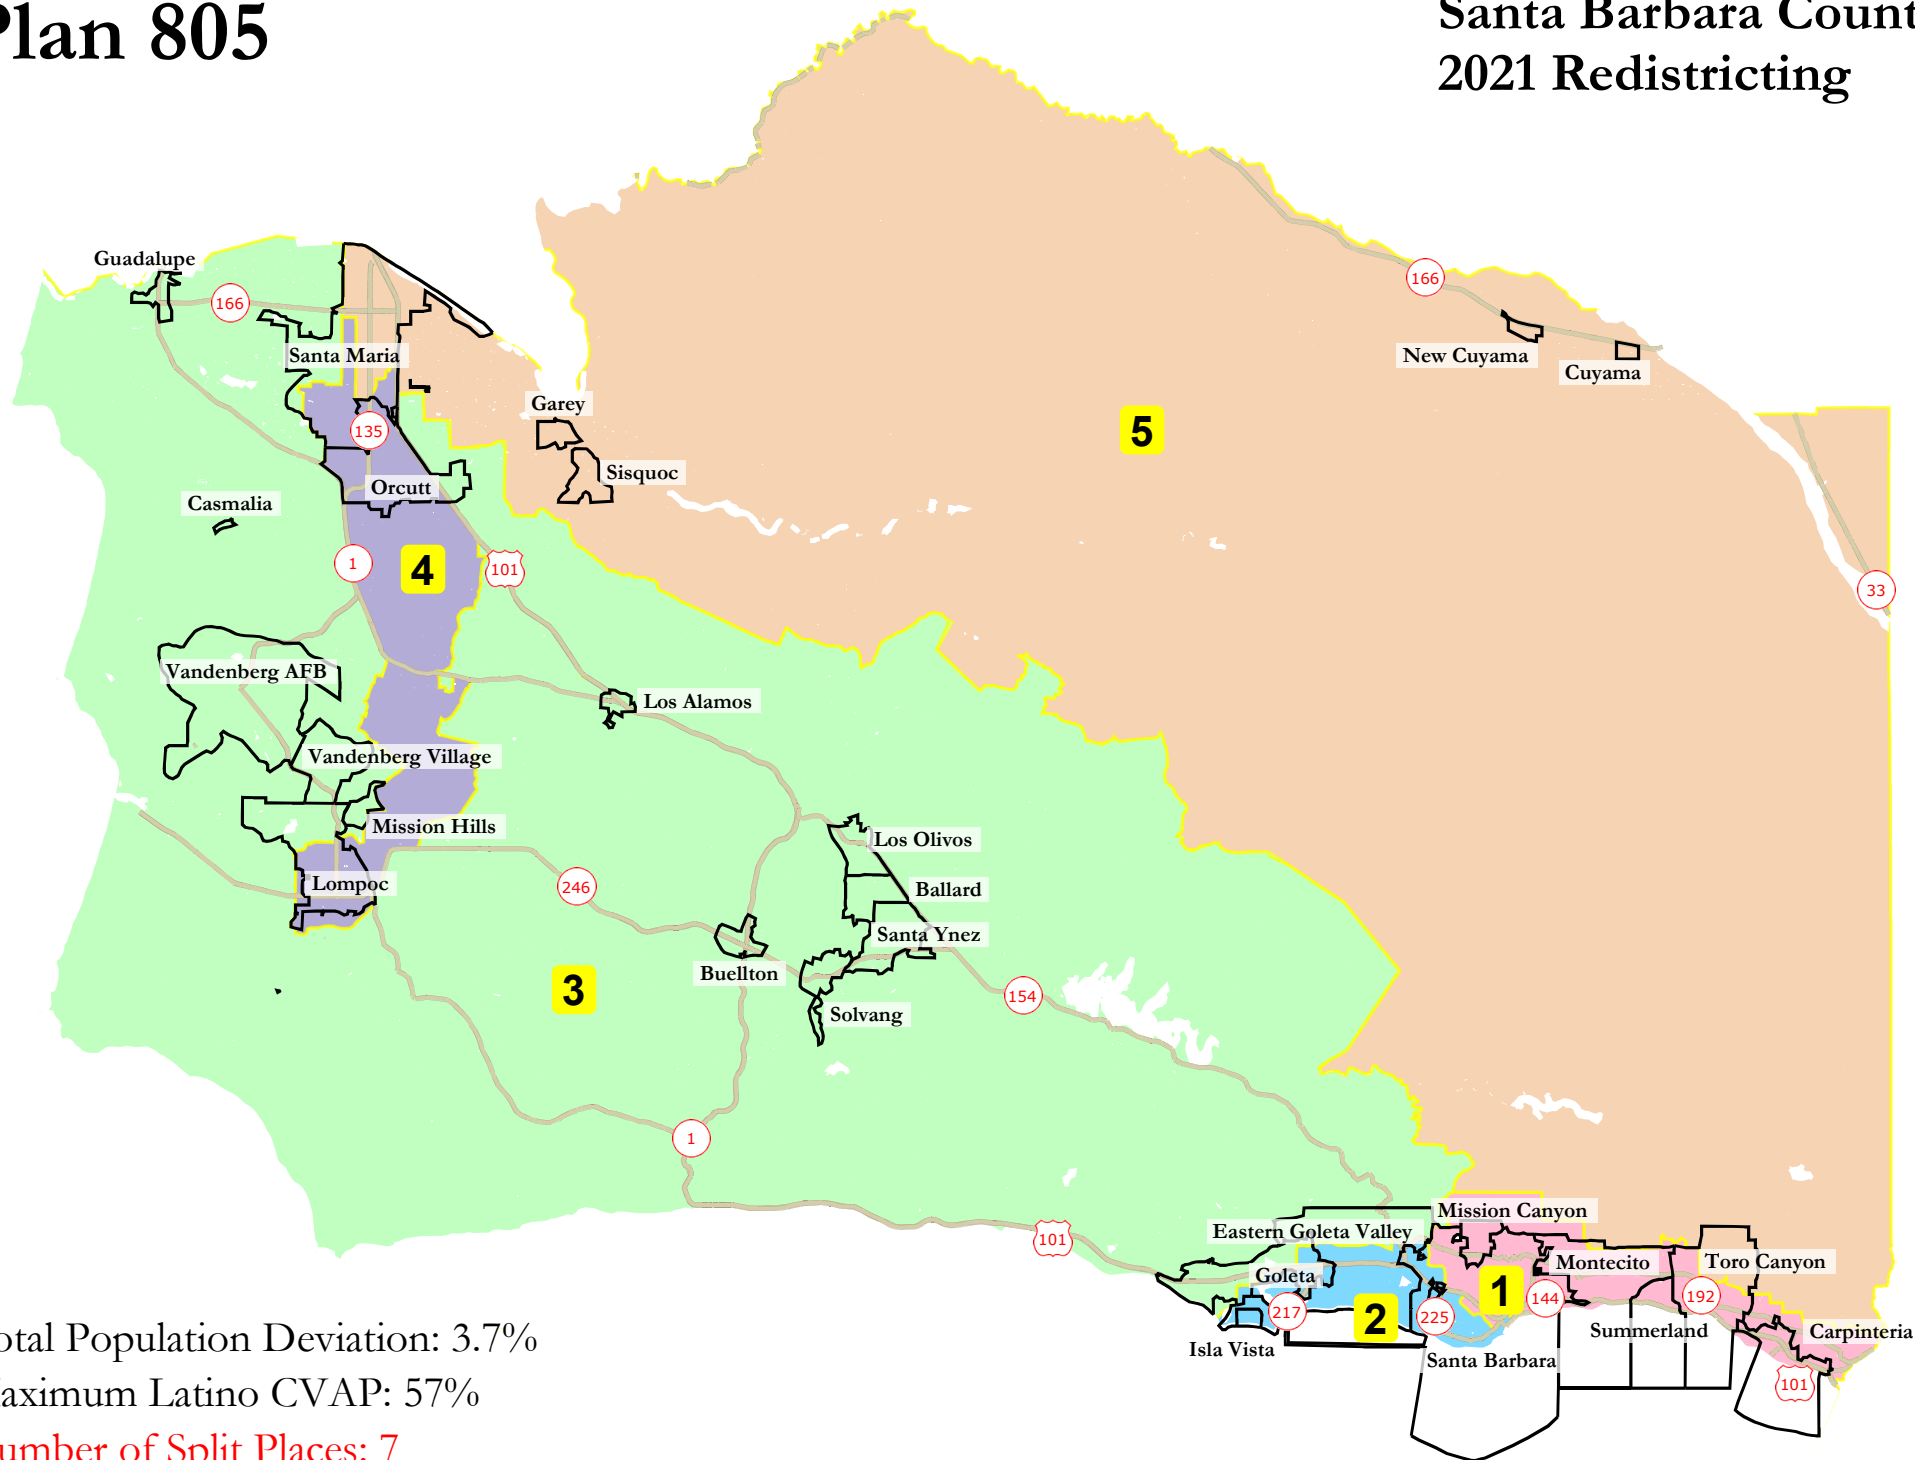 Plan 805
Santa Barbara Count
2021 Redistricting
Guadalupe
166
Santa Maria
135
Orcutt
Casmalia
1
4
101
Garey
Sisquoc
5
166
New Cuyama
Cuyama
33
Vandenberg AFB
Los Alamos
Vandenberg Village
Mission Hills
Lompoc
246
Los Olivos
Ballard
Santa Ynez
Buellton
3
154
Solvang
1
101
Mission Canyon
Eastern Goleta Valley
Goleta
Montecito
Toro Canyon
217
2
225
1
144
192
Isla Vista
Santa Barbara
Summerland
Carpinteria
101
otal Population Deviation: 3.7%
aximum Latino CVAP: 57%
umber of Split Places: 7